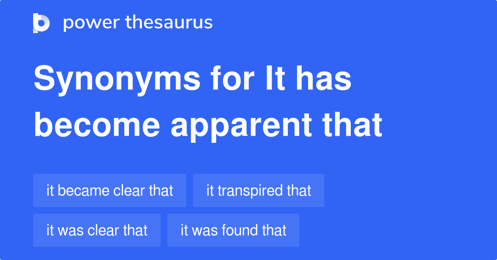 power thesaurus
Synonyms for It has
become apparent that
it became clear that
it transpired that
it was clear that
it was found that